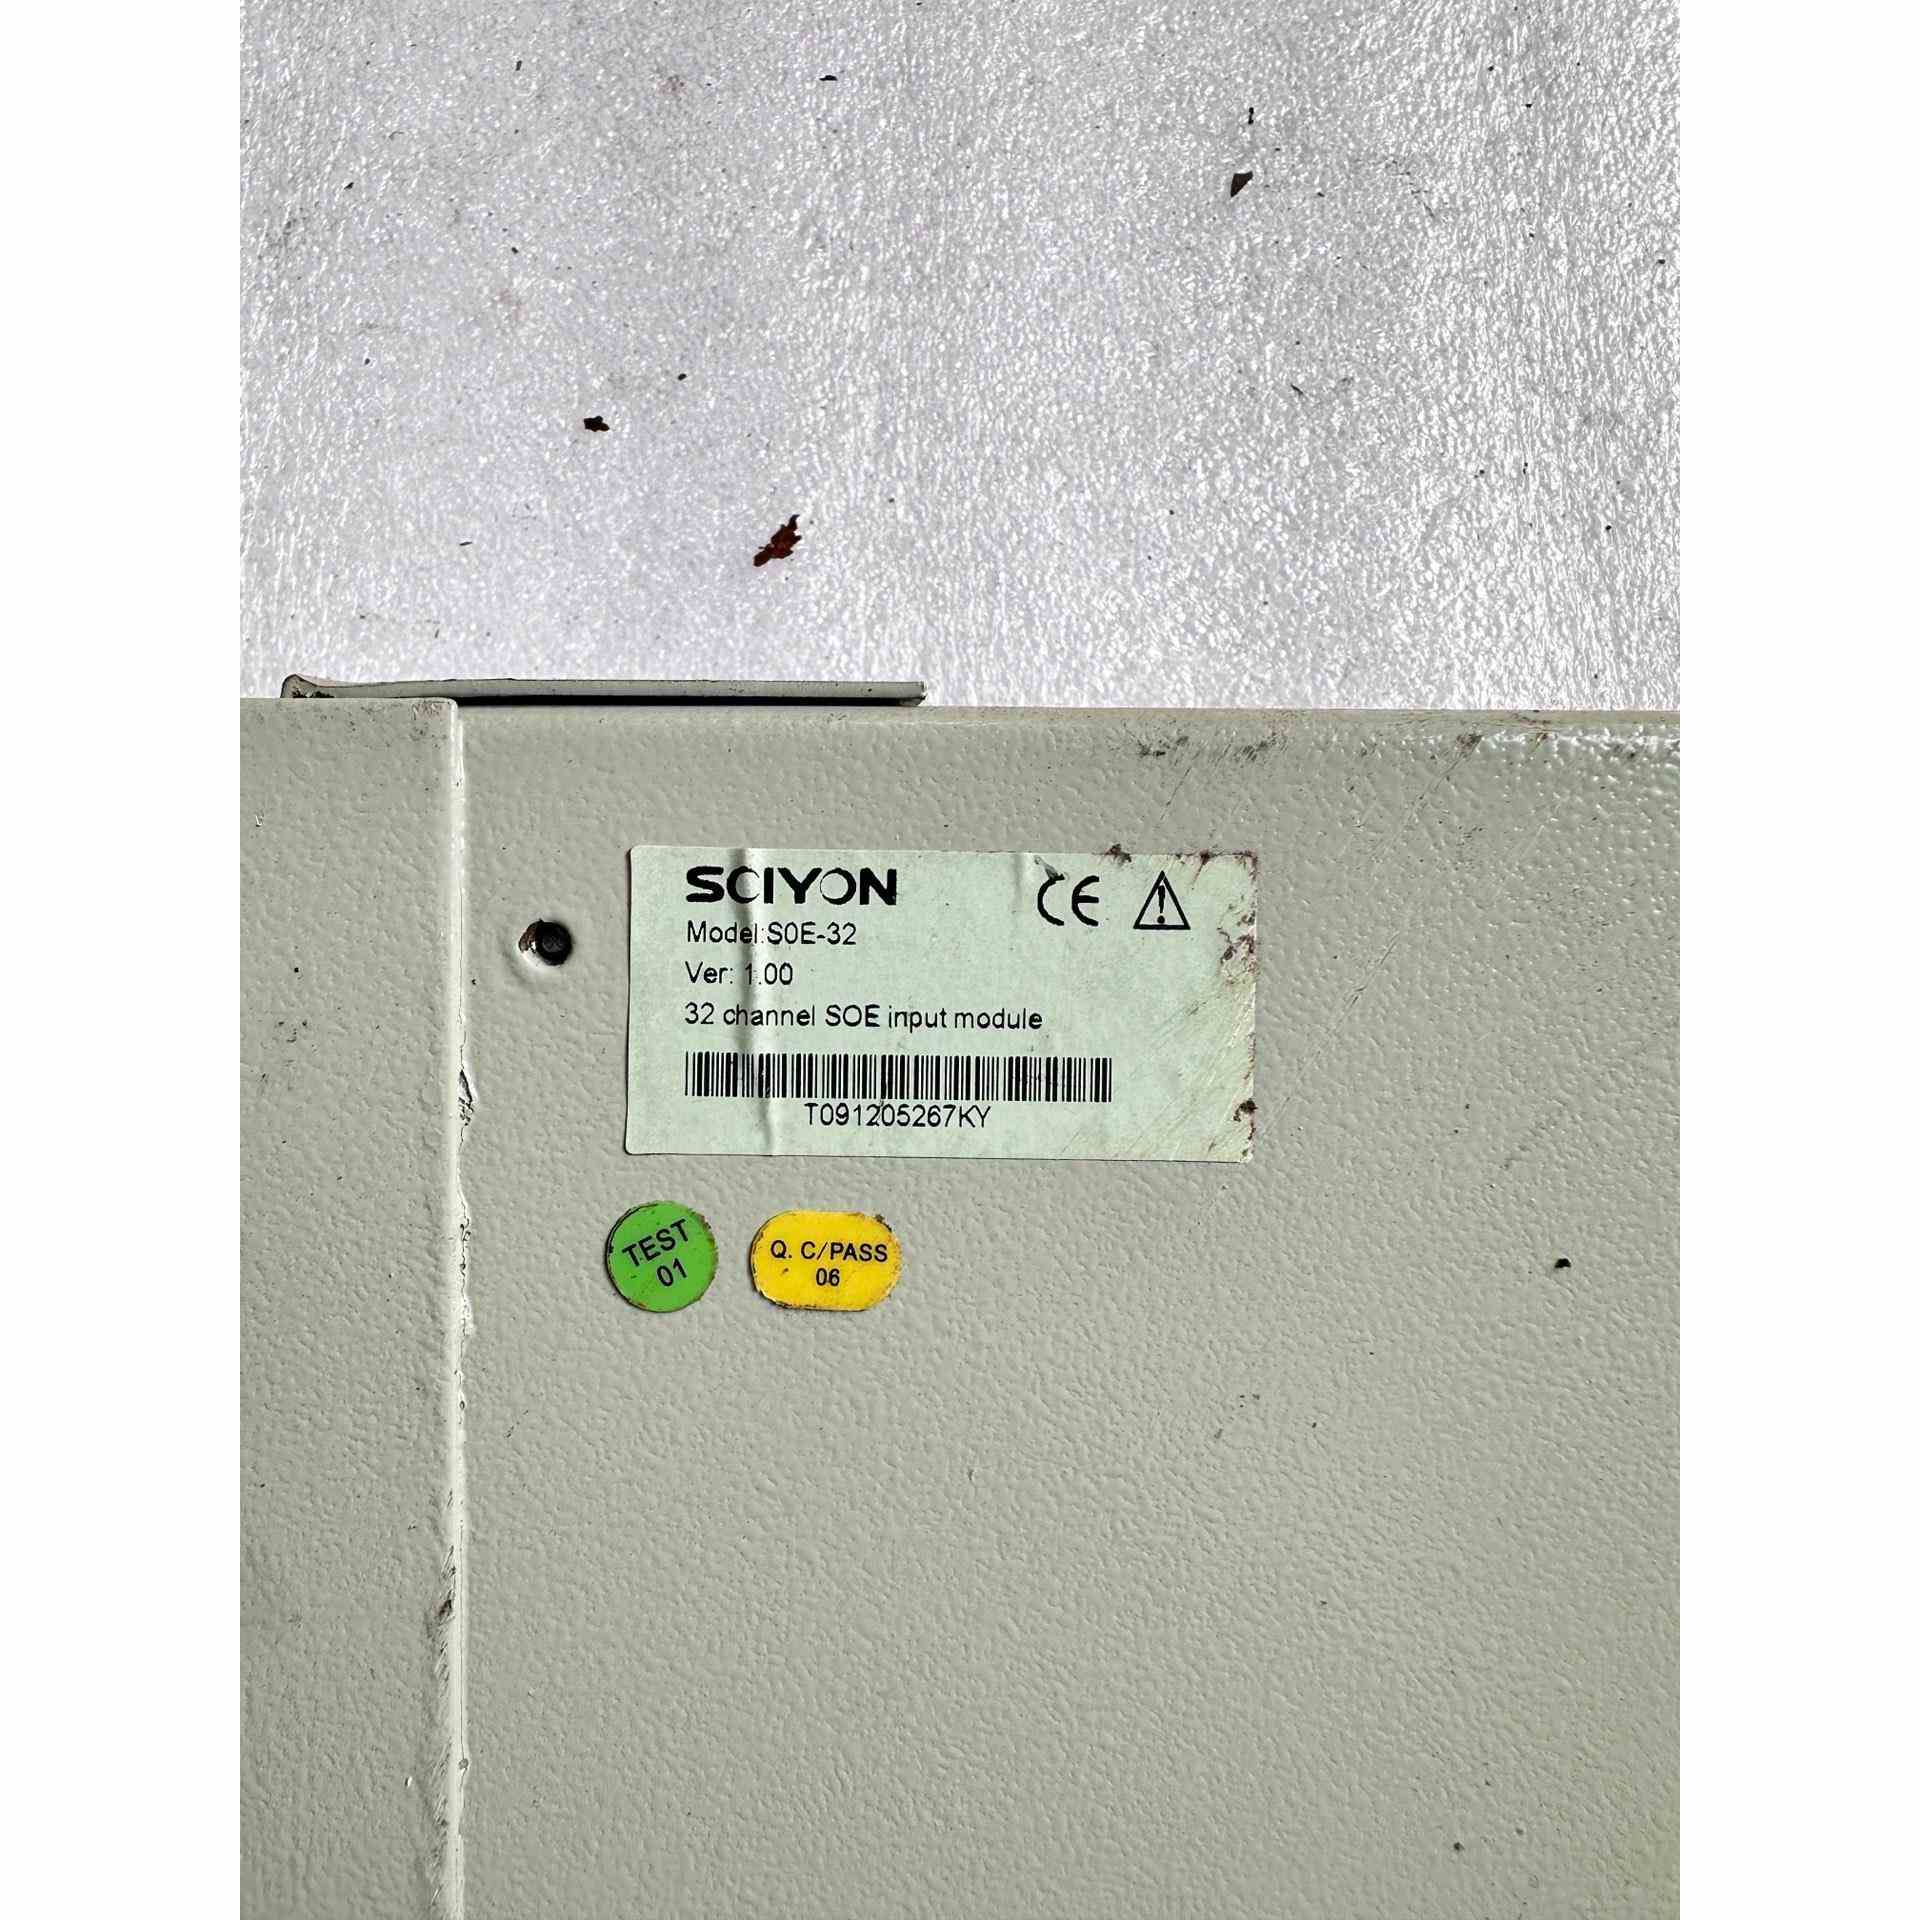 SCIYON
CE
Model:S0E-32
Ver: 1.00
32 channel SOE input module
T091205267KY
TEST
01
Q. C/PASS
06